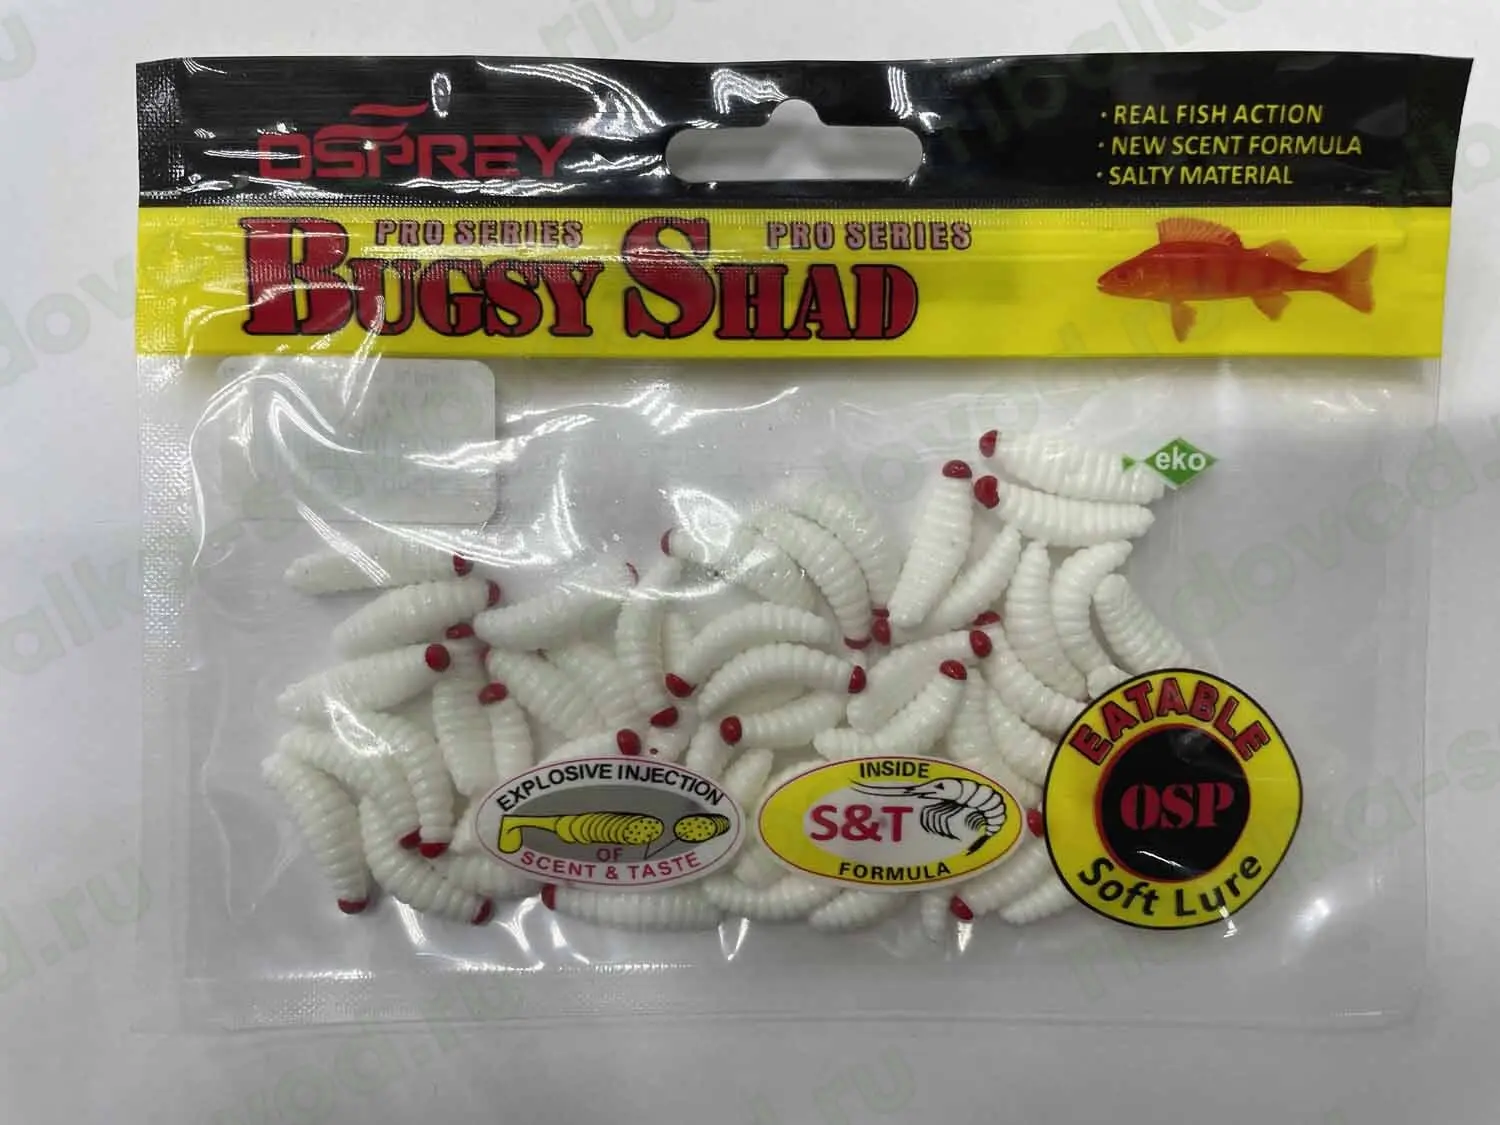 OSPREY
· REAL FISH ACTION
· NEW SCENT FORMULA
· SALTY MATERIAL
PRO SERIES PRO SERIES
BUGSY SHAD
eko
EXPLOSIVE INJECTION
OF
SCENT & TASTE
INSIDE
S&T
FORMULA
EATABLE
OSP
Soft Lure